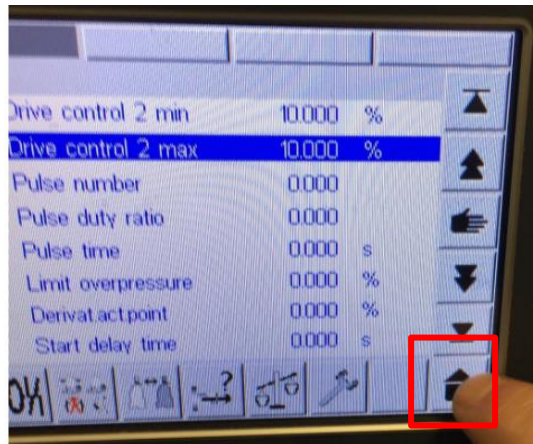 Drive control 2 min 10.000 %
Drive control 2 max 10.000 %
Pulse number 0.000
Pulse duty ratio 0.000
Pulse time 0.000 s
Limit overpressure 0.000 %
Derivat.act.point 0.000 %
Start delay time 0.000 s
OK ?